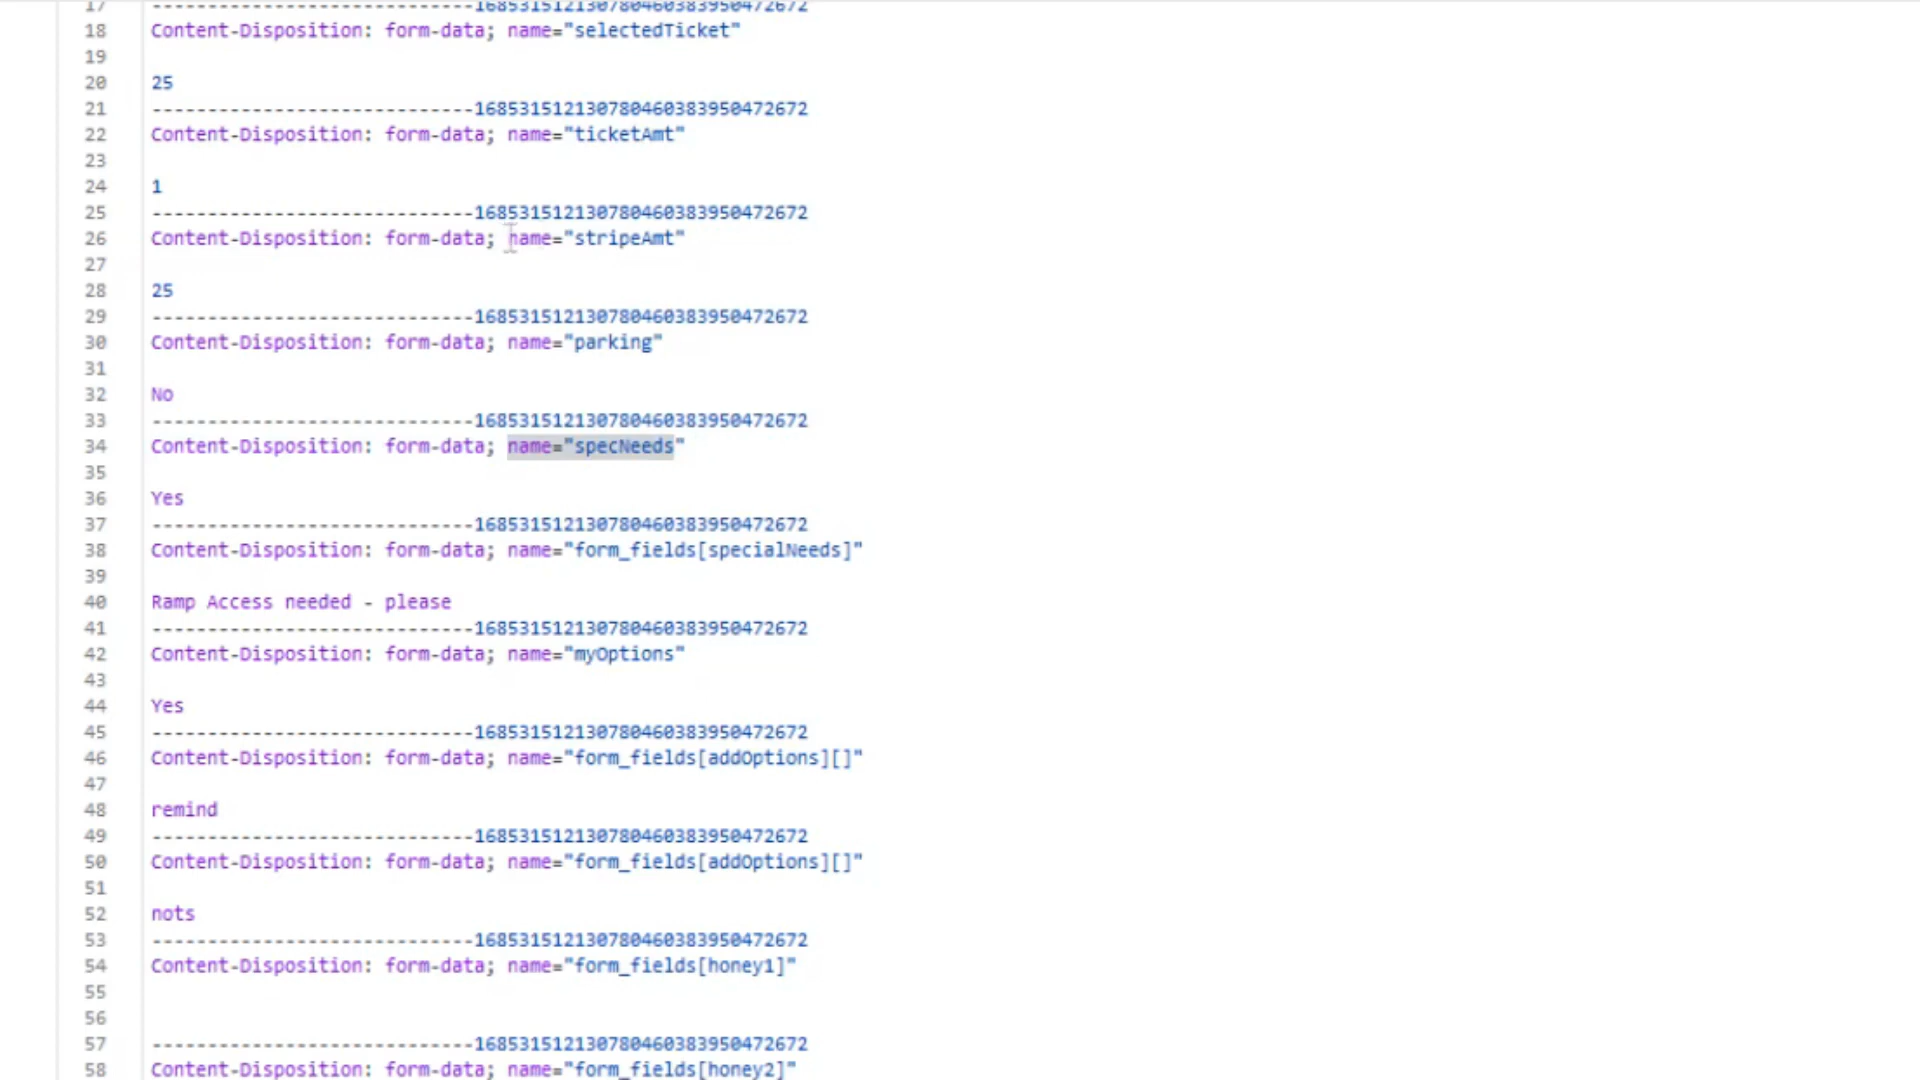 17 -----------------------------168531512130780460383950472672
18 Content-Disposition: form-data; name="selectedTicket"
19
20 25
21 -----------------------------168531512130780460383950472672
22 Content-Disposition: form-data; name="ticketAmt"
23
24 1
25 -----------------------------168531512130780460383950472672
26 Content-Disposition: form-data; name="stripeAmt"
27
28 25
29 -----------------------------168531512130780460383950472672
30 Content-Disposition: form-data; name="parking"
31
32 No
33 -----------------------------168531512130780460383950472672
34 Content-Disposition: form-data; name="specNeeds"
35
36 Yes
37 -----------------------------168531512130780460383950472672
38 Content-Disposition: form-data; name="form_fields[specialNeeds]"
39
40 Ramp Access needed - please
41 -----------------------------168531512130780460383950472672
42 Content-Disposition: form-data; name="myOptions"
43
44 Yes
45 -----------------------------168531512130780460383950472672
46 Content-Disposition: form-data; name="form_fields[addOptions][]"
47
48 remind
49 -----------------------------168531512130780460383950472672
50 Content-Disposition: form-data; name="form_fields[addOptions][]"
51
52 nots
53 -----------------------------168531512130780460383950472672
54 Content-Disposition: form-data; name="form_fields[honey1]"
55
56
57 -----------------------------168531512130780460383950472672
58 Content-Disposition: form-data; name="form_fields[honey2]"